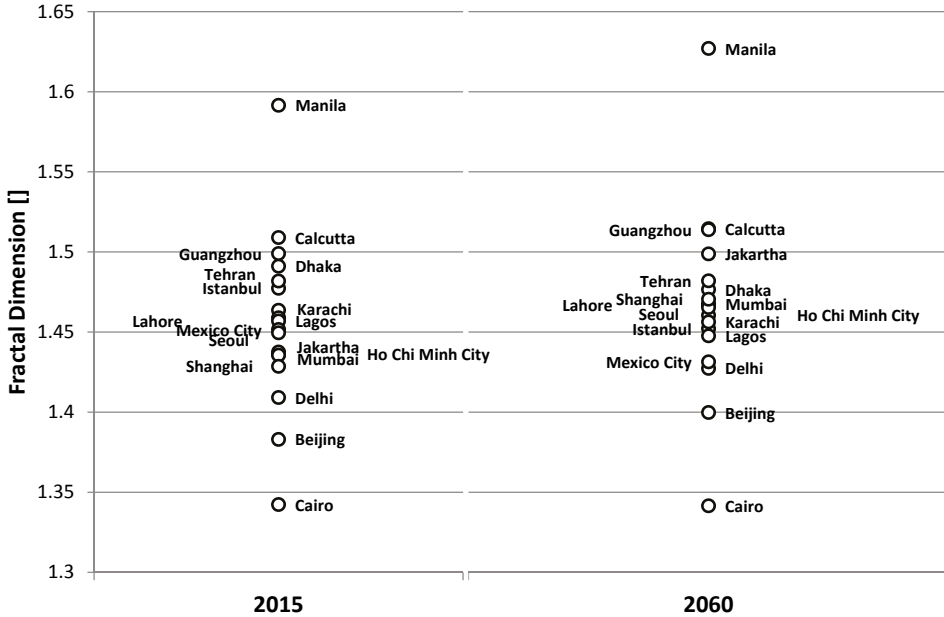 1.65
1.6
1.55
1.5
1.45
1.4
1.35
1.3
Fractal Dimension []
Manila
Calcutta
Guangzhou
Dhaka
Tehran
Istanbul
Karachi
Lahore
Lagos
Mexico City
Seoul
Jakartha
Ho Chi Minh City
Mumbai
Shanghai
Delhi
Beijing
Cairo
2015
Manila
Guangzhou
Calcutta
Jakartha
Tehran
Dhaka
Shanghai
Lahore
Mumbai
Seoul
Ho Chi Minh City
Karachi
Istanbul
Lagos
Mexico City
Delhi
Beijing
Cairo
2060